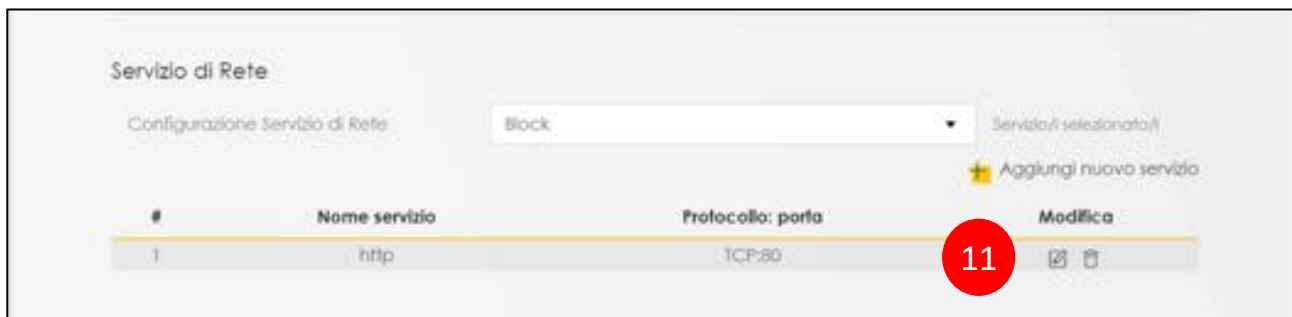 Servizio di Rete
Configurazione Servizio di Rete Block Servizio/i selezionato/i
Aggiungi nuovo servizio
# Nome servizio Protocollo: porta Modifica
1 http TCP:80 11